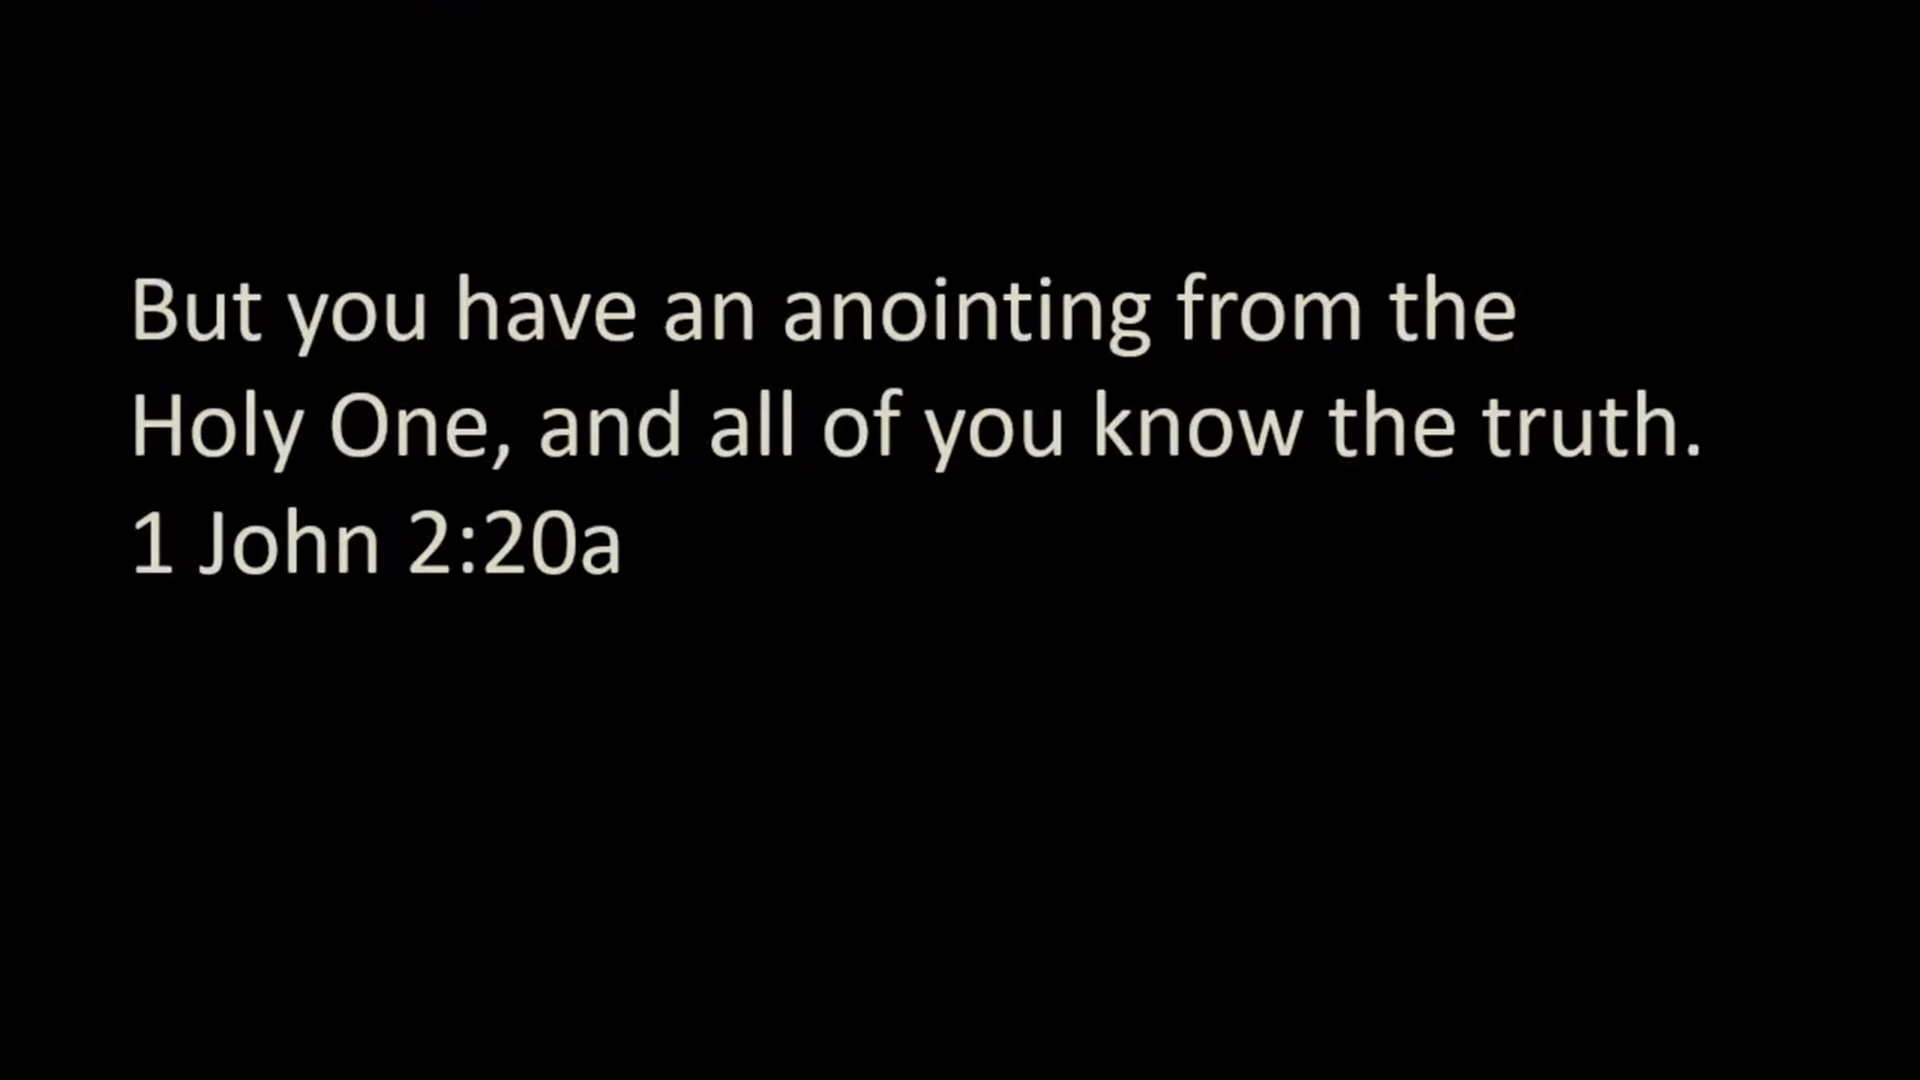 But you have an anointing from the
Holy One, and all of you know the truth.
1 John 2:20a